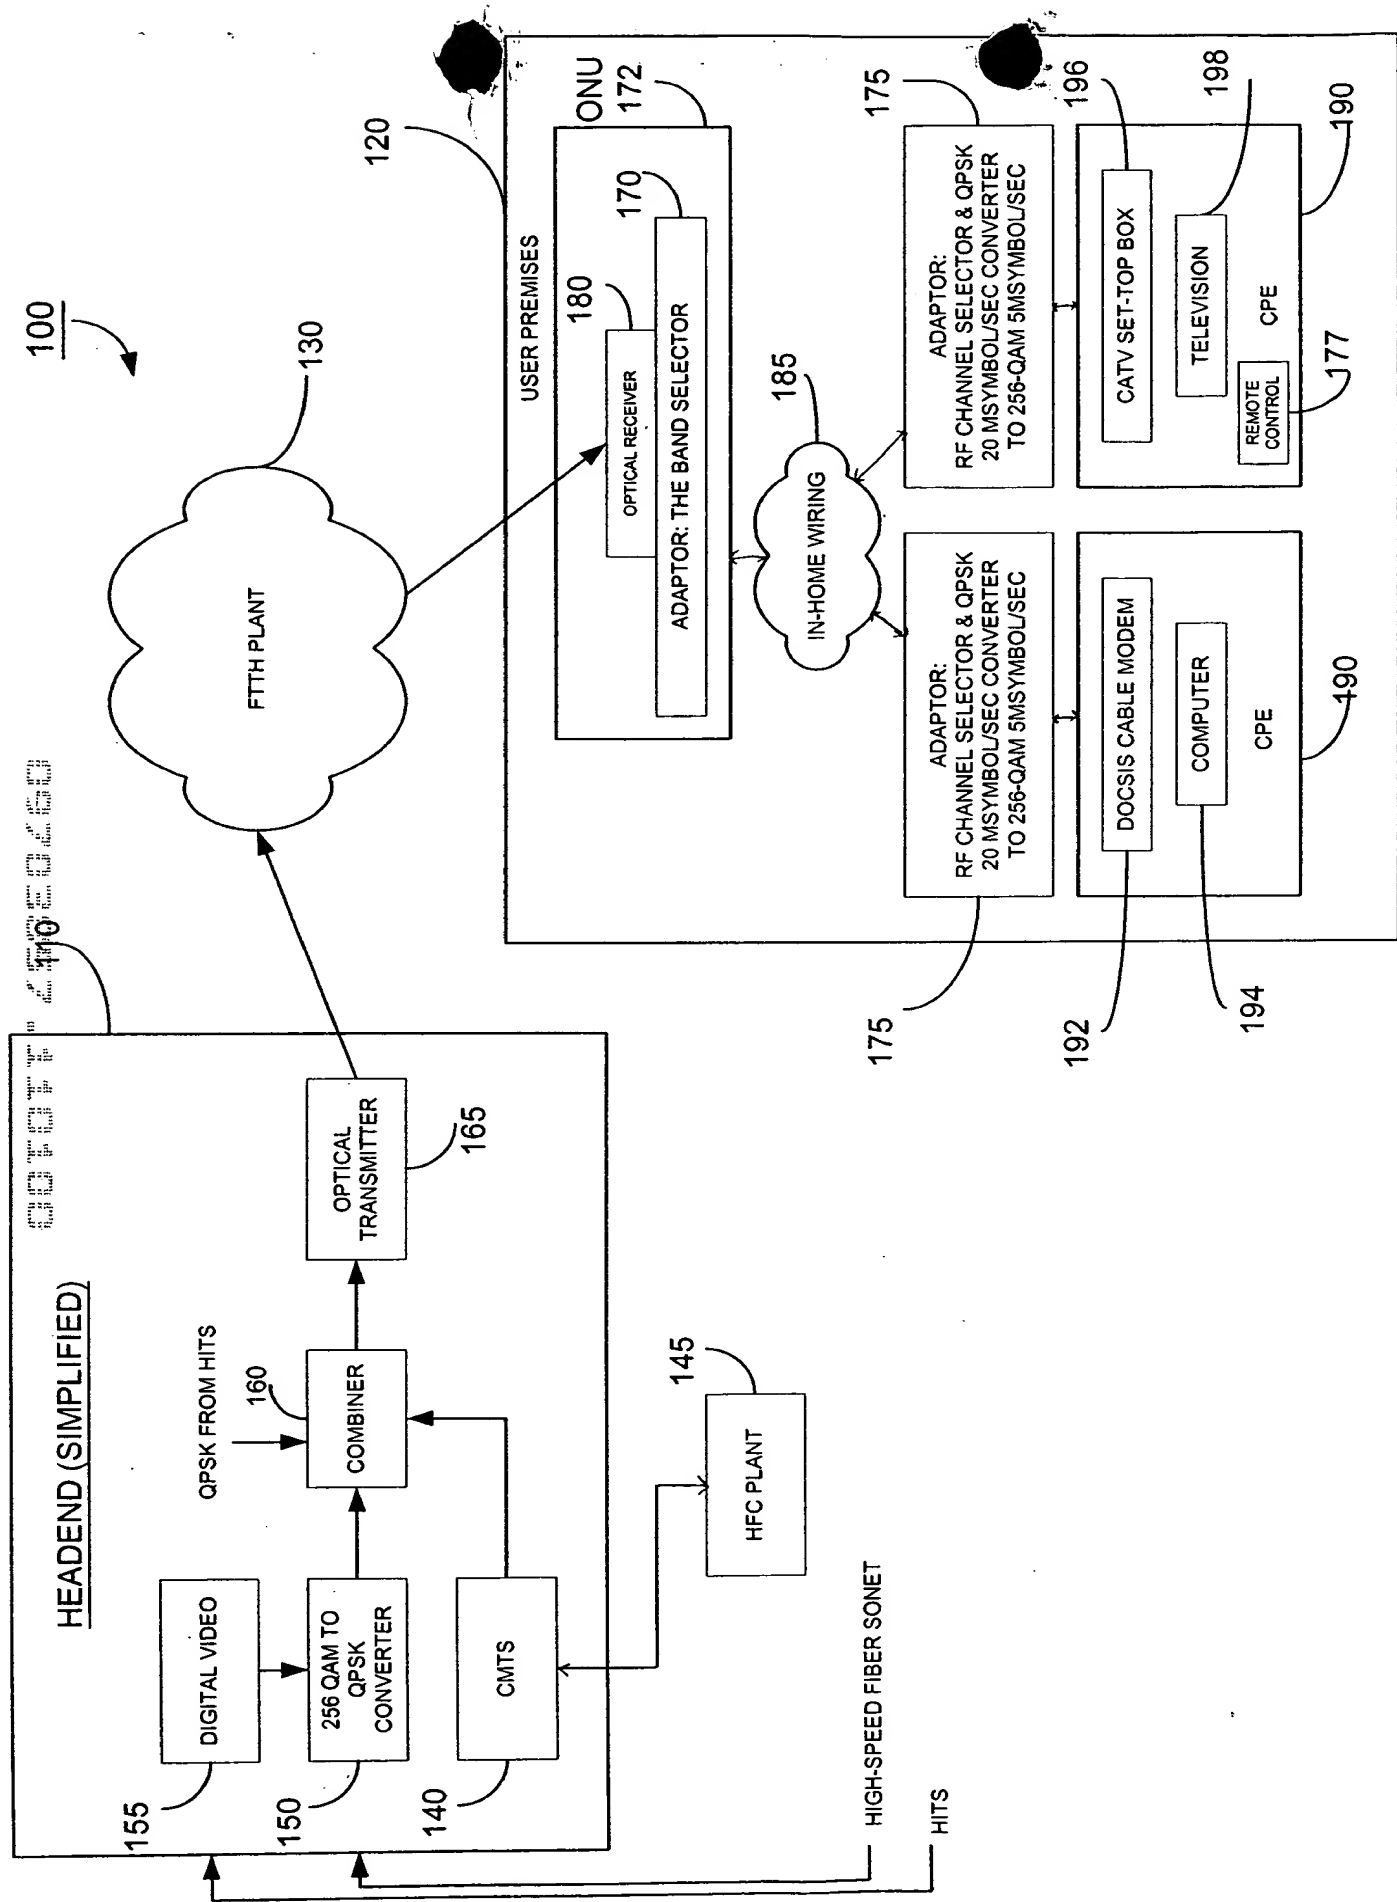 100
HEADEND (SIMPLIFIED)
110
DIGITAL VIDEO
155
256 QAM TO
QPSK
CONVERTER
150
CMTS
140
QPSK FROM HITS
160
COMBINER
OPTICAL
TRANSMITTER
165
HFC PLANT
145
HIGH-SPEED FIBER SONET
HITS
FTTH PLANT
130
120
USER PREMISES
ONU
172
180
OPTICAL RECEIVER
170
ADAPTOR: THE BAND SELECTOR
IN-HOME WIRING
185
ADAPTOR:
RF CHANNEL SELECTOR & QPSK
20 MSYMBOL/SEC CONVERTER
TO 256-QAM 5MSYMBOL/SEC
175
DOCSIS CABLE MODEM
192
COMPUTER
194
CPE
190
ADAPTOR:
RF CHANNEL SELECTOR & QPSK
20 MSYMBOL/SEC CONVERTER
TO 256-QAM 5MSYMBOL/SEC
175
CATV SET-TOP BOX
196
TELEVISION
198
REMOTE
CONTROL
177
CPE
190